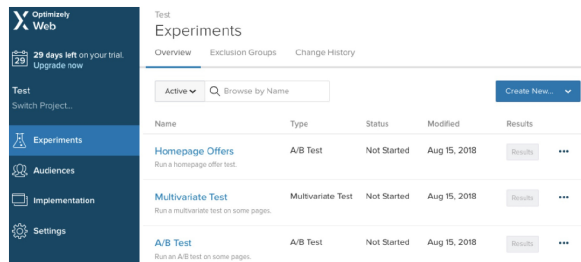 Optimizely
Web
29
29 days left on your trial.
Upgrade now
Test
Switch Project...
Experiments
Audiences
Implementation
Settings
Test
Experiments
Overview Exclusion Groups Change History
Active Browse by Name Create New...
Name Type Status Modified Results
Homepage Offers A/B Test Not Started Aug 15, 2018 Results
Run a homepage offer test.
Multivariate Test Multivariate Test Not Started Aug 15, 2018 Results
Run a multivariate test on some pages.
A/B Test A/B Test Not Started Aug 15, 2018 Results
Run an A/B test on some pages.